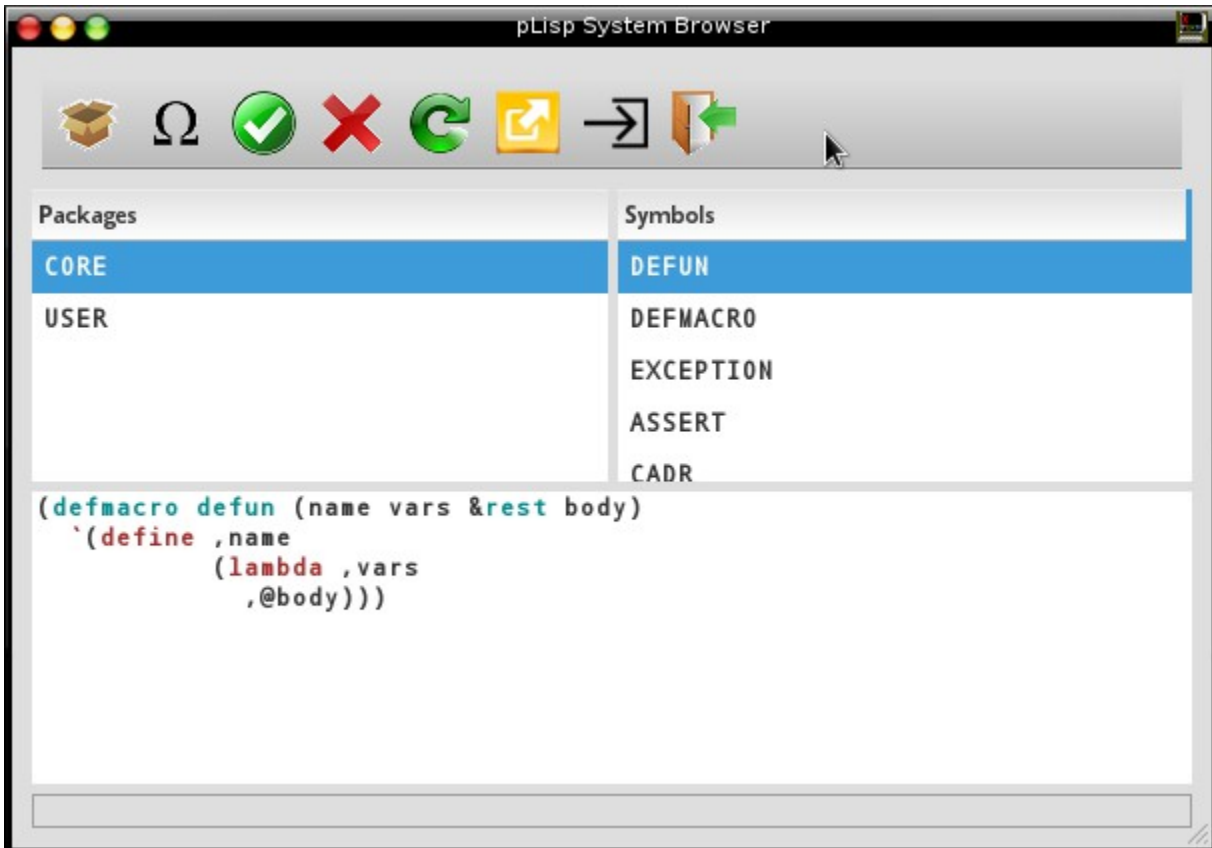 pLisp System Browser
Ω
Packages
Symbols
CORE
DEFUN
USER
DEFMACRO
EXCEPTION
ASSERT
CADR
(defmacro defun (name vars &rest body)
  `(define ,name
           (lambda ,vars
             ,@body)))